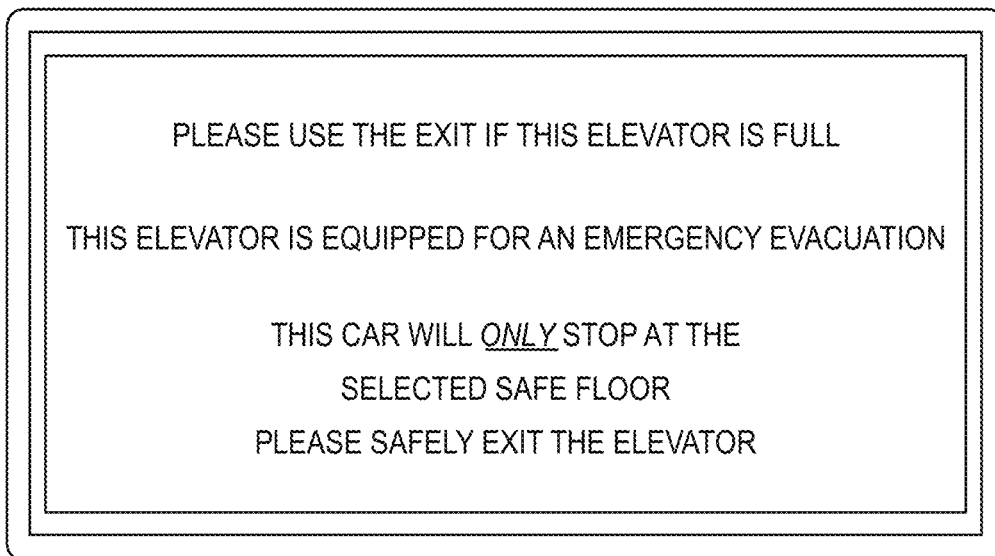 PLEASE USE THE EXIT IF THIS ELEVATOR IS FULL
THIS ELEVATOR IS EQUIPPED FOR AN EMERGENCY EVACUATION
THIS CAR WILL ONLY STOP AT THE
SELECTED SAFE FLOOR
PLEASE SAFELY EXIT THE ELEVATOR